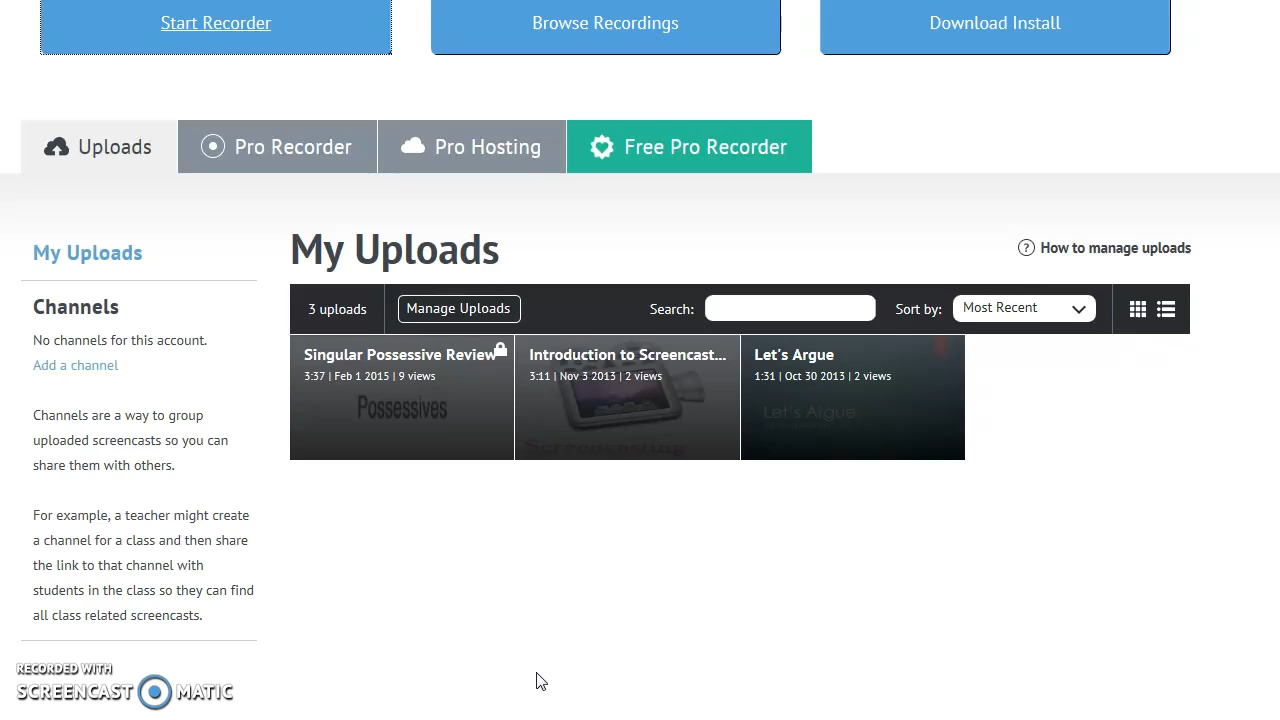 Start Recorder
Browse Recordings
Download Install
Uploads
Pro Recorder
Pro Hosting
Free Pro Recorder
My Uploads
Channels
No channels for this account.
Add a channel
Channels are a way to group
uploaded screencasts so you can
share them with others.
For example, a teacher might create
a channel for a class and then share
the link to that channel with
students in the class so they can find
all class related screencasts.
My Uploads
? How to manage uploads
3 uploads
Manage Uploads
Search:
Sort by:
Most Recent
Singular Possessive Review
3:37 | Feb 1 2015 | 9 views
Possessives
Introduction to Screencast...
3:11 | Nov 3 2013 | 2 views
Screencasting
Let's Argue
1:31 | Oct 30 2013 | 2 views
Let's Argue
RECORDED WITH
SCREENCAST MATIC